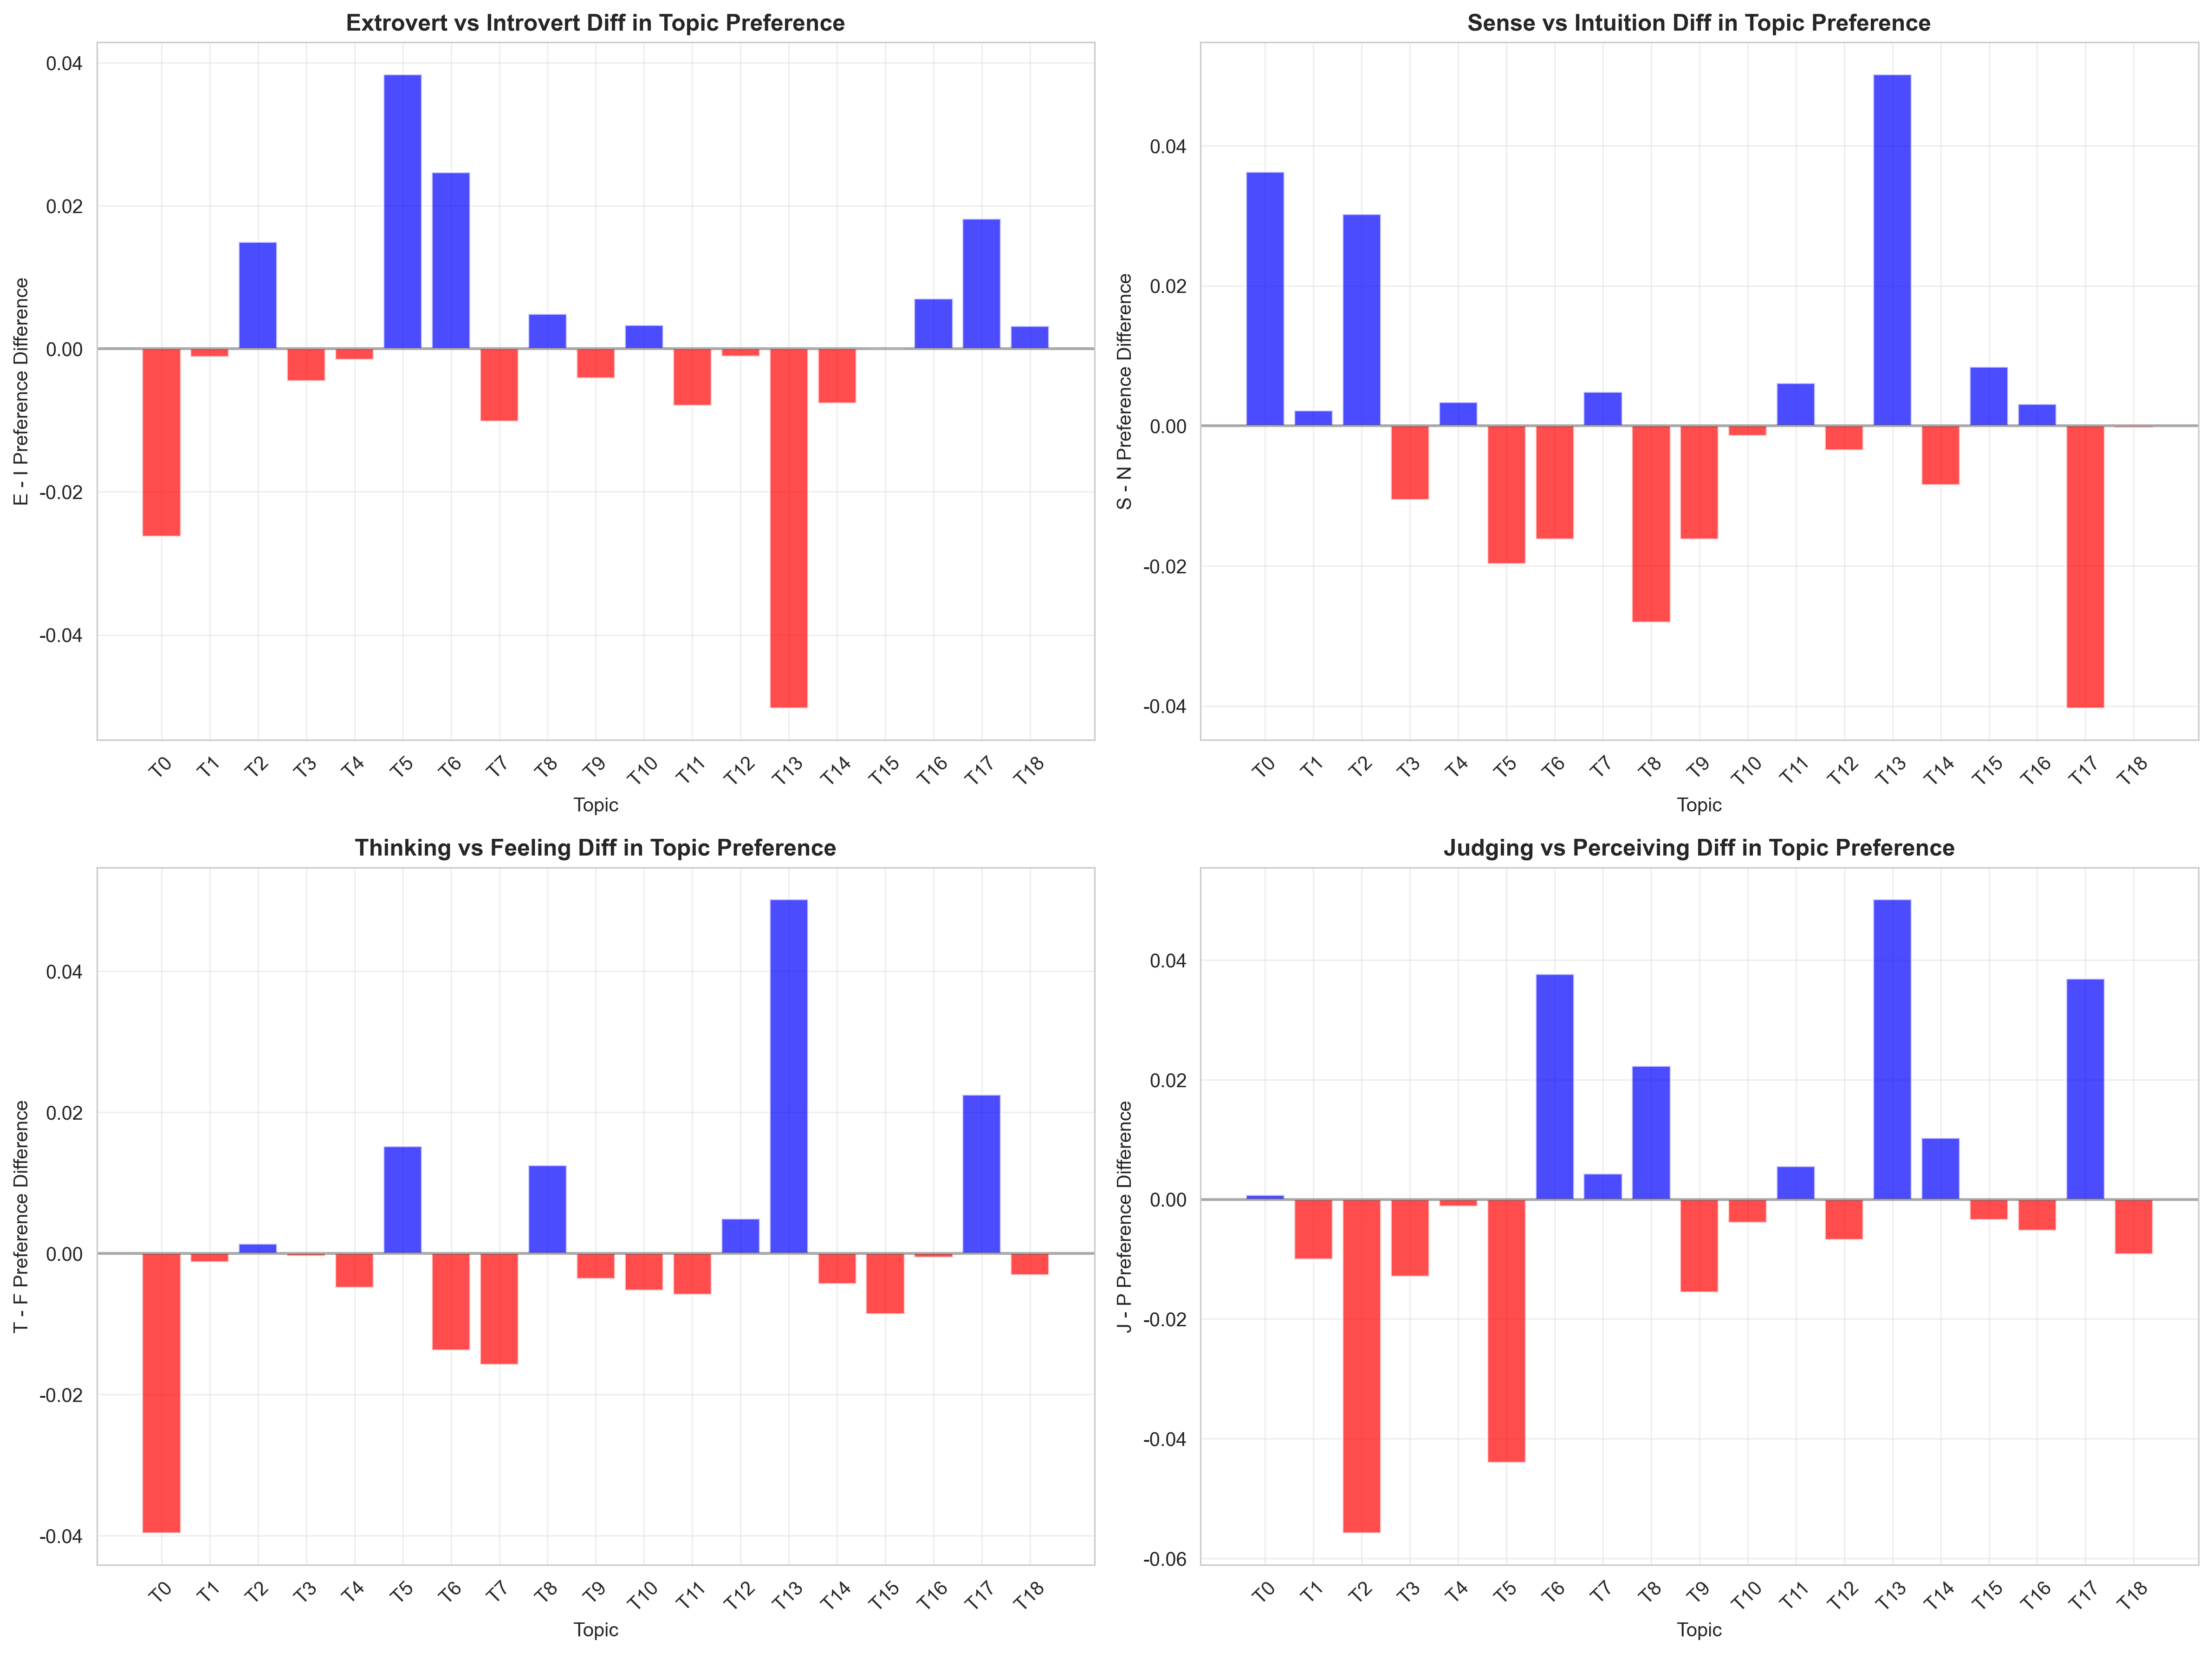 Extrovert vs Introvert Diff in Topic Preference
E - I Preference Difference
0.04
0.02
0.00
-0.02
-0.04
T0 T1 T2 T3 T4 T5 T6 T7 T8 T9 T10 T11 T12 T13 T14 T15 T16 T17 T18
Topic
Sense vs Intuition Diff in Topic Preference
S - N Preference Difference
0.04
0.02
0.00
-0.02
-0.04
T0 T1 T2 T3 T4 T5 T6 T7 T8 T9 T10 T11 T12 T13 T14 T15 T16 T17 T18
Topic
Thinking vs Feeling Diff in Topic Preference
T - F Preference Difference
0.04
0.02
0.00
-0.02
-0.04
T0 T1 T2 T3 T4 T5 T6 T7 T8 T9 T10 T11 T12 T13 T14 T15 T16 T17 T18
Topic
Judging vs Perceiving Diff in Topic Preference
J - P Preference Difference
0.04
0.02
0.00
-0.02
-0.04
-0.06
T0 T1 T2 T3 T4 T5 T6 T7 T8 T9 T10 T11 T12 T13 T14 T15 T16 T17 T18
Topic